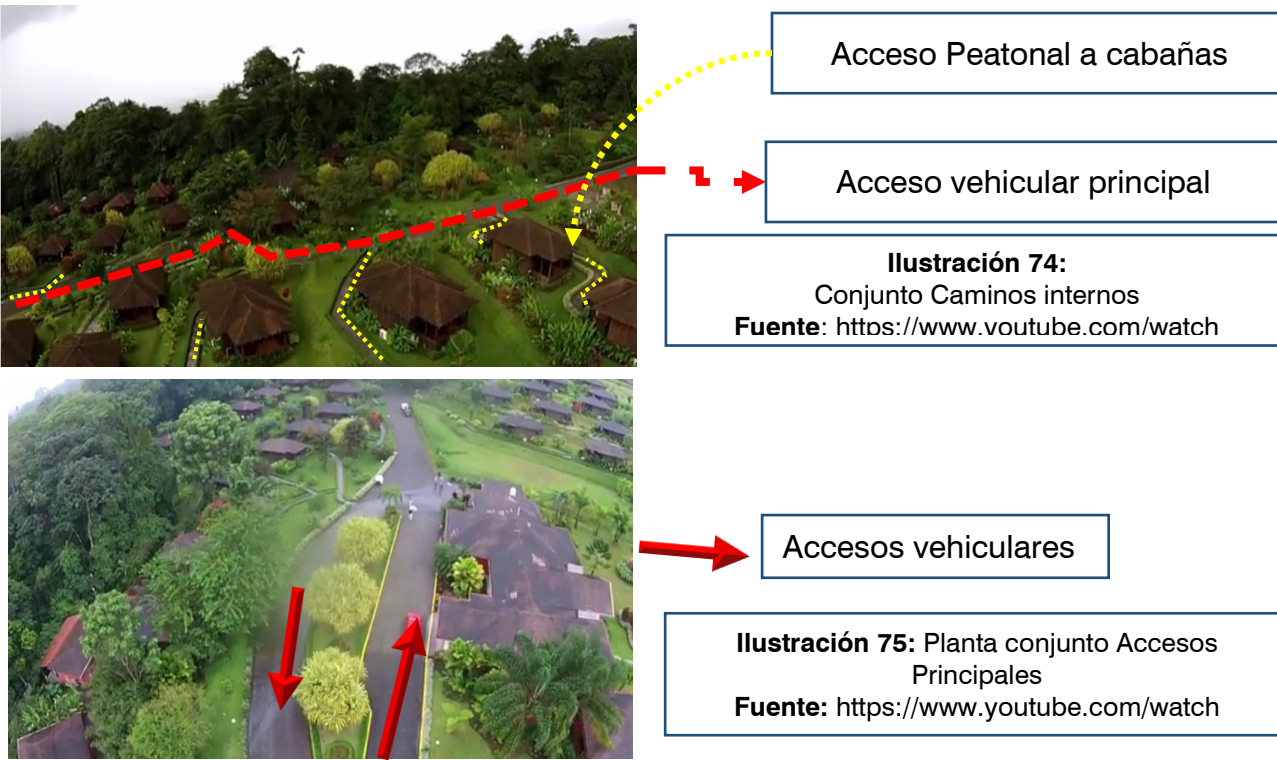 Acceso Peatonal a cabañas
Acceso vehicular principal
Ilustración 74:
Conjunto Caminos internos
Fuente: https://www.youtube.com/watch
Accesos vehiculares
Ilustración 75: Planta conjunto Accesos
Principales
Fuente: https://www.youtube.com/watch